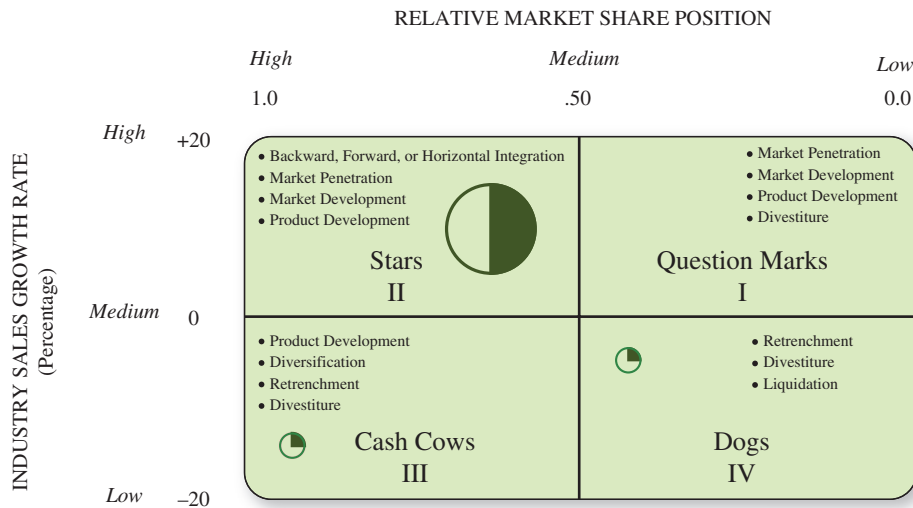 RELATIVE MARKET SHARE POSITION
High
Medium
Low
1.0
.50
0.0
INDUSTRY SALES GROWTH RATE
(Percentage)
High
+20
Medium
0
Low
–20
• Backward, Forward, or Horizontal Integration
• Market Penetration
• Market Development
• Product Development
Stars
II
• Market Penetration
• Market Development
• Product Development
• Divestiture
Question Marks
I
• Product Development
• Diversification
• Retrenchment
• Divestiture
Cash Cows
III
• Retrenchment
• Divestiture
• Liquidation
Dogs
IV